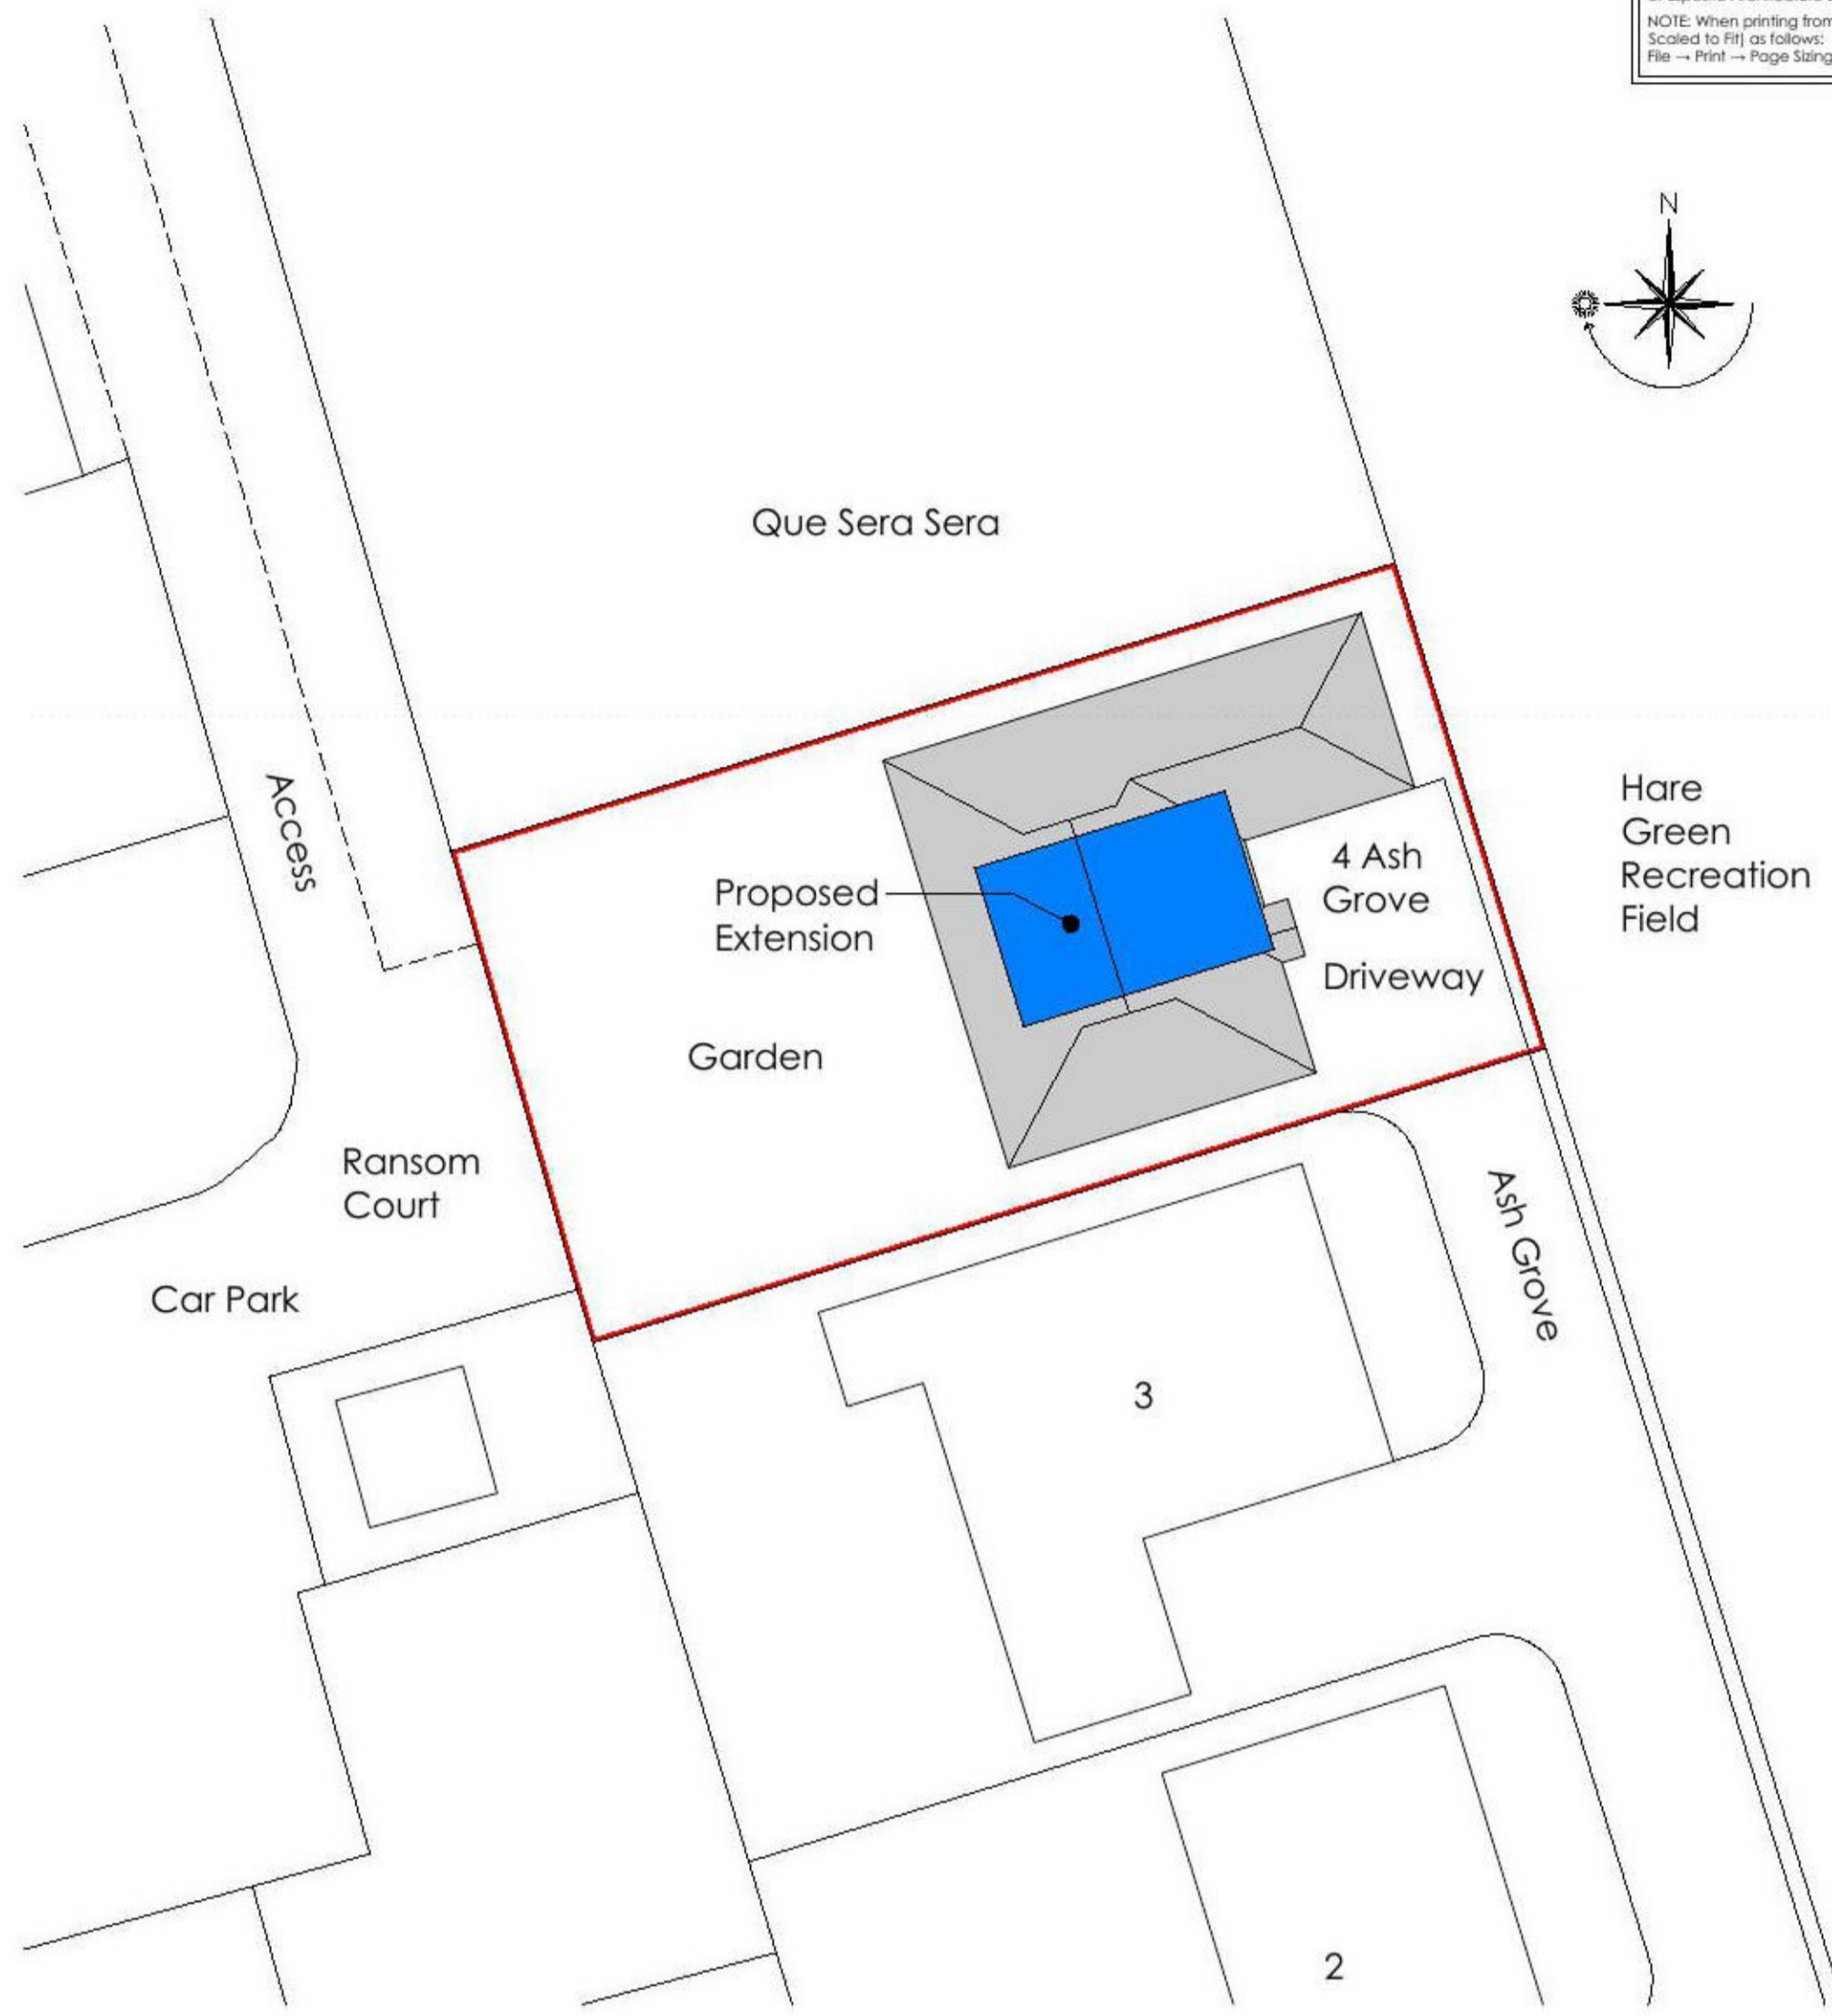 NOTE: When printing from
Scaled to Fit) as follows:
File → Print → Page Sizing
N
Que Sera Sera
Access
Hare
Green
Recreation
Field
4 Ash
Grove
Proposed
Extension
Driveway
Garden
Ransom
Court
Ash Grove
Car Park
3
2